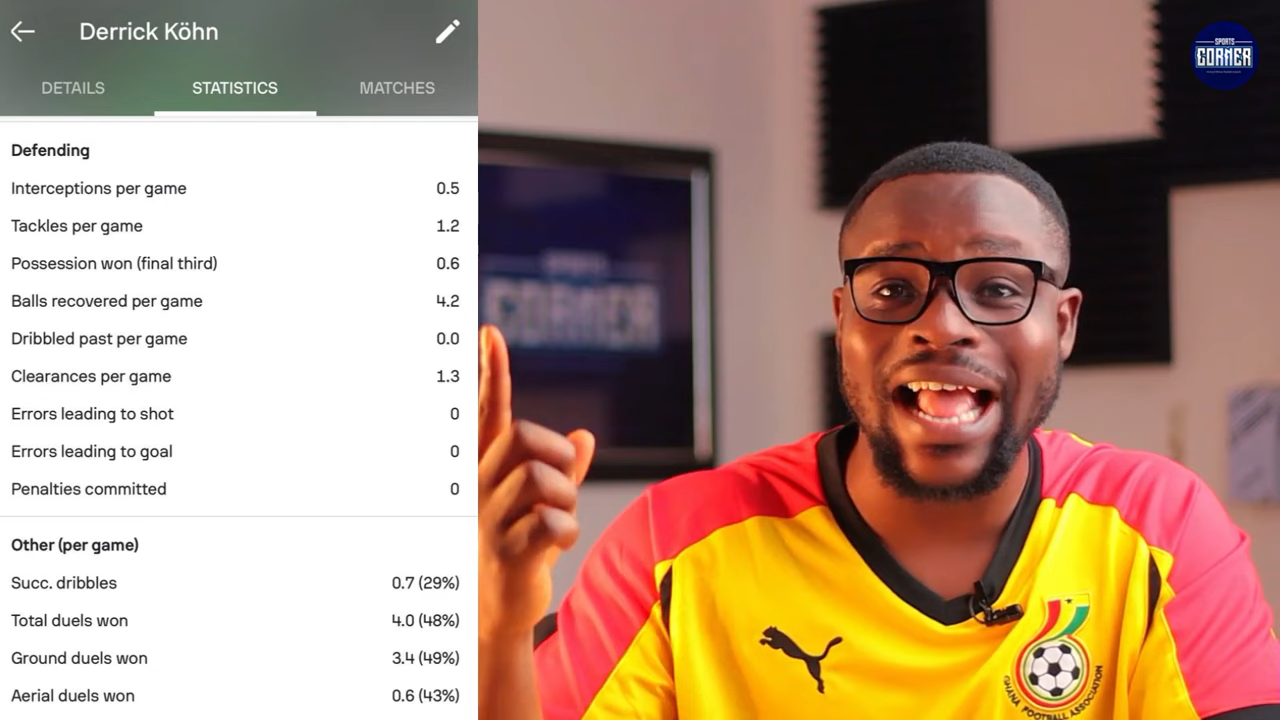 Derrick Köhn
DETAILS
STATISTICS
MATCHES
Defending
Interceptions per game 0.5
Tackles per game 1.2
Possession won (final third) 0.6
Balls recovered per game 4.2
Dribbled past per game 0.0
Clearances per game 1.3
Errors leading to shot 0
Errors leading to goal 0
Penalties committed 0
Other (per game)
Succ. dribbles 0.7 (29%)
Total duels won 4.0 (48%)
Ground duels won 3.4 (49%)
Aerial duels won 0.6 (43%)
SPORTS
CORNER
CORNER
GHANA FOOTBALL ASSOCIATION